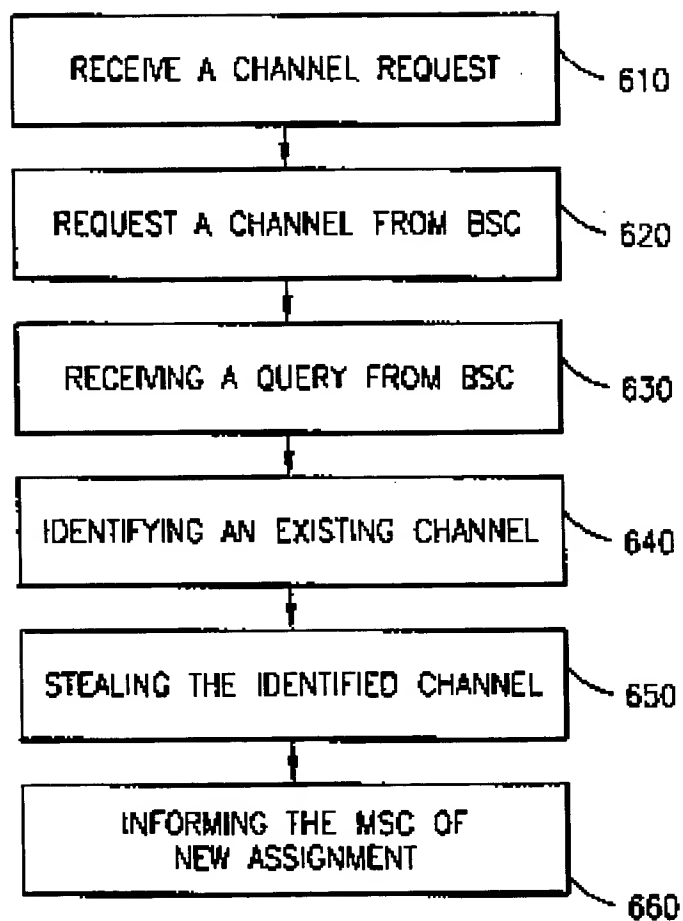 RECEIVE A CHANNEL REQUEST
610
REQUEST A CHANNEL FROM BSC
620
RECEIVING A QUERY FROM BSC
630
IDENTIFYING AN EXISTING CHANNEL
640
STEALING THE IDENTIFIED CHANNEL
650
INFORMING THE MSC OF
NEW ASSIGNMENT
660